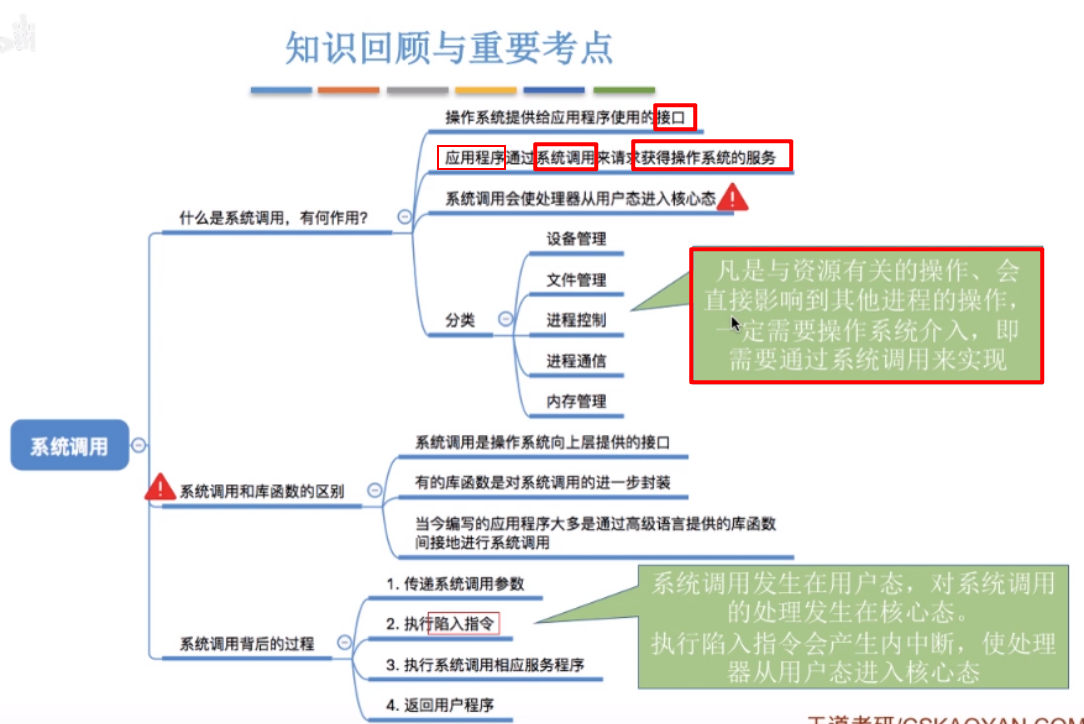 知识回顾与重要考点
操作系统提供给应用程序使用的接口
应用程序通过系统调用来请求获得操作系统的服务
系统调用会使处理器从用户态进入核心态
什么是系统调用，有何作用？
设备管理
文件管理
分类
进程控制
进程通信
内存管理
凡是与资源有关的操作、会
直接影响到其他进程的操作，
一定需要操作系统介入，即
需要通过系统调用来实现
系统调用
系统调用是操作系统向上层提供的接口
系统调用和库函数的区别
有的库函数是对系统调用的进一步封装
当今编写的应用程序大多是通过高级语言提供的库函数
间接地进行系统调用
1. 传递系统调用参数
2. 执行陷入指令
系统调用背后的过程
3. 执行系统调用相应服务程序
4. 返回用户程序
系统调用发生在用户态，对系统调用
的处理发生在核心态。
执行陷入指令会产生内中断，使处理
器从用户态进入核心态
王道考研/CSKAOYAN.COM